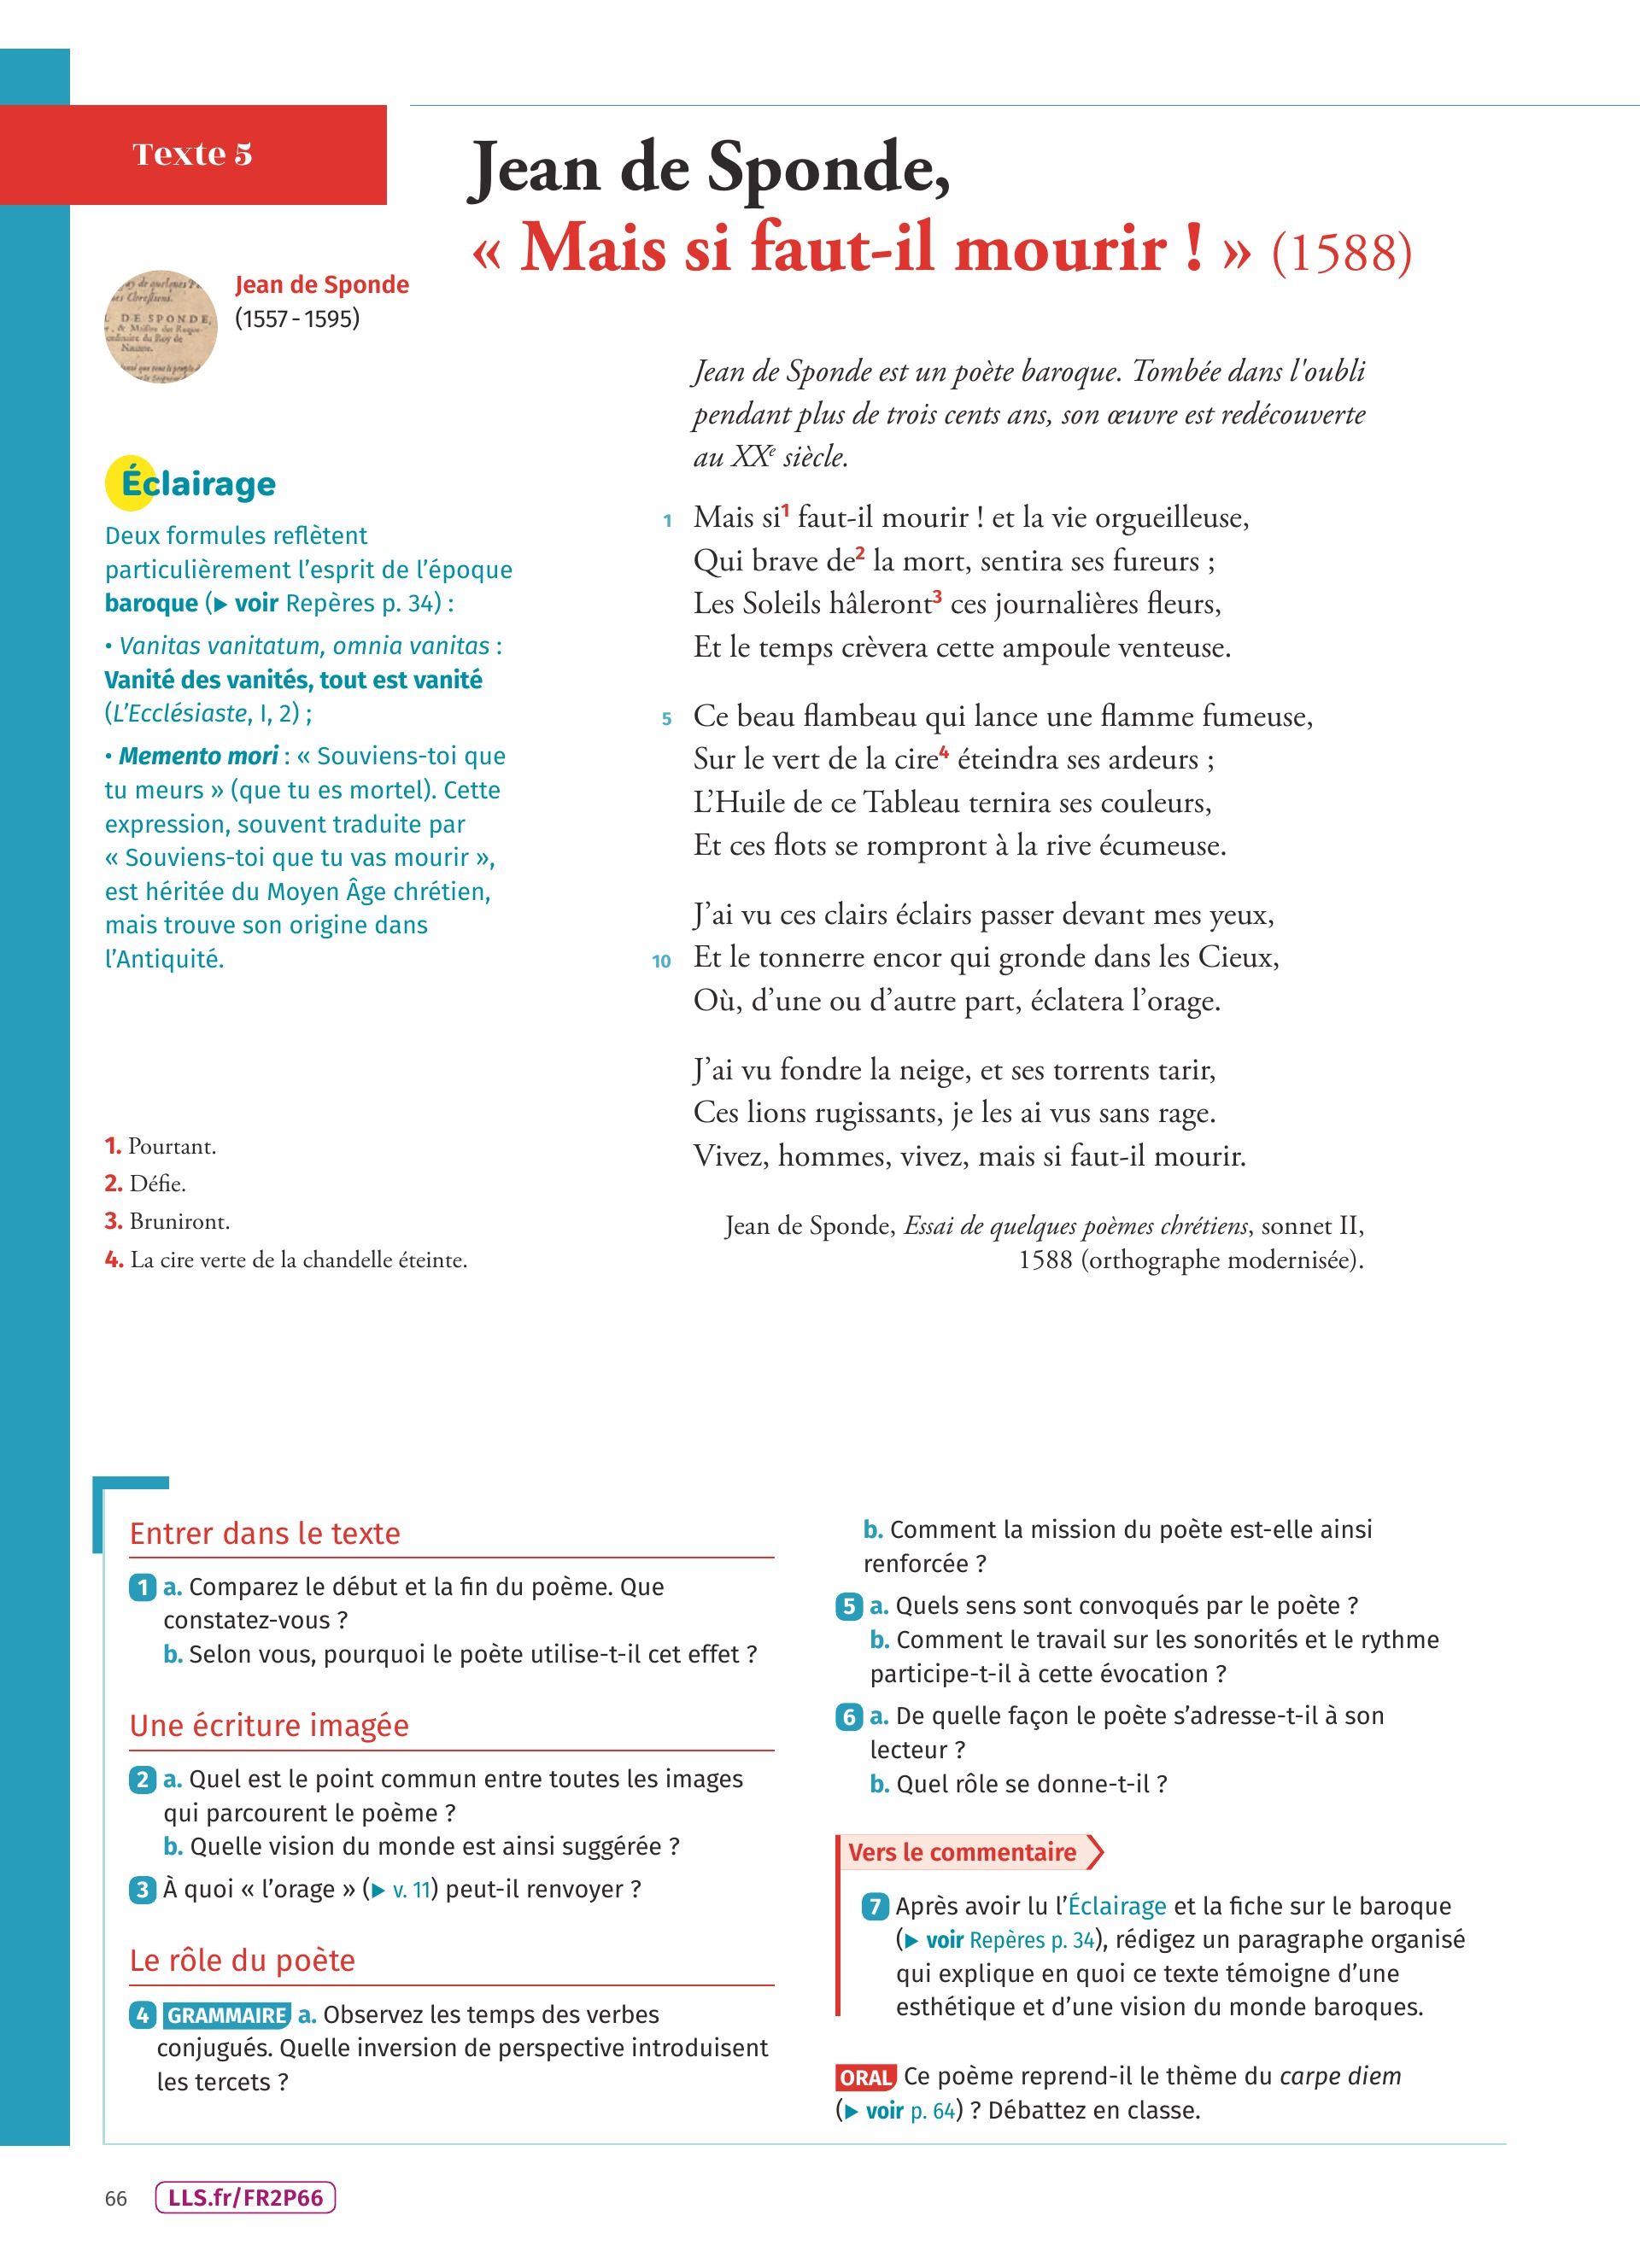 Texte 5
Jean de Sponde,
« Mais si faut-il mourir ! » (1588)
Jean de Sponde
(1557 - 1595)
DE SPONDE,
Éclairage
Deux formules reflètent
particulièrement l'esprit de l'époque
baroque (▶ voir Repères p. 34) :
• Vanitas vanitatum, omnia vanitas :
Vanité des vanités, tout est vanité
(L'Ecclésiaste, I, 2) ;
• Memento mori : « Souviens-toi que
tu meurs » (que tu es mortel). Cette
expression, souvent traduite par
« Souviens-toi que tu vas mourir »,
est héritée du Moyen Âge chrétien,
mais trouve son origine dans
l'Antiquité.
1. Pourtant.
2. Défie.
3. Bruniront.
4. La cire verte de la chandelle éteinte.
Jean de Sponde est un poète baroque. Tombée dans l'oubli
pendant plus de trois cents ans, son œuvre est redécouverte
au XXe siècle.
1 Mais si1 faut-il mourir ! et la vie orgueilleuse,
Qui brave de2 la mort, sentira ses fureurs ;
Les Soleils hâleront3 ces journalières fleurs,
Et le temps crèvera cette ampoule venteuse.
5 Ce beau flambeau qui lance une flamme fumeuse,
Sur le vert de la cire4 éteindra ses ardeurs ;
L'Huile de ce Tableau ternira ses couleurs,
Et ces flots se rompront à la rive écumeuse.
J'ai vu ces clairs éclairs passer devant mes yeux,
10 Et le tonnerre encor qui gronde dans les Cieux,
Où, d'une ou d'autre part, éclatera l'orage.
J'ai vu fondre la neige, et ses torrents tarir,
Ces lions rugissants, je les ai vus sans rage.
Vivez, hommes, vivez, mais si faut-il mourir.
Jean de Sponde, Essai de quelques poèmes chrétiens, sonnet II,
1588 (orthographe modernisée).
Entrer dans le texte
1 a. Comparez le début et la fin du poème. Que
constatez-vous ?
b. Selon vous, pourquoi le poète utilise-t-il cet effet ?
Une écriture imagée
2 a. Quel est le point commun entre toutes les images
qui parcourent le poème ?
b. Quelle vision du monde est ainsi suggérée ?
3 À quoi « l'orage » (▶ v. 11) peut-il renvoyer ?
Le rôle du poète
4 GRAMMAIRE a. Observez les temps des verbes
conjugués. Quelle inversion de perspective introduisent
les tercets ?
b. Comment la mission du poète est-elle ainsi
renforcée ?
5 a. Quels sens sont convoqués par le poète ?
b. Comment le travail sur les sonorités et le rythme
participe-t-il à cette évocation ?
6 a. De quelle façon le poète s'adresse-t-il à son
lecteur ?
b. Quel rôle se donne-t-il ?
Vers le commentaire
7 Après avoir lu l'Éclairage et la fiche sur le baroque
(▶ voir Repères p. 34), rédigez un paragraphe organisé
qui explique en quoi ce texte témoigne d'une
esthétique et d'une vision du monde baroques.
ORAL Ce poème reprend-il le thème du carpe diem
(▶ voir p. 64) ? Débattez en classe.
66 LLS.fr/FR2P66